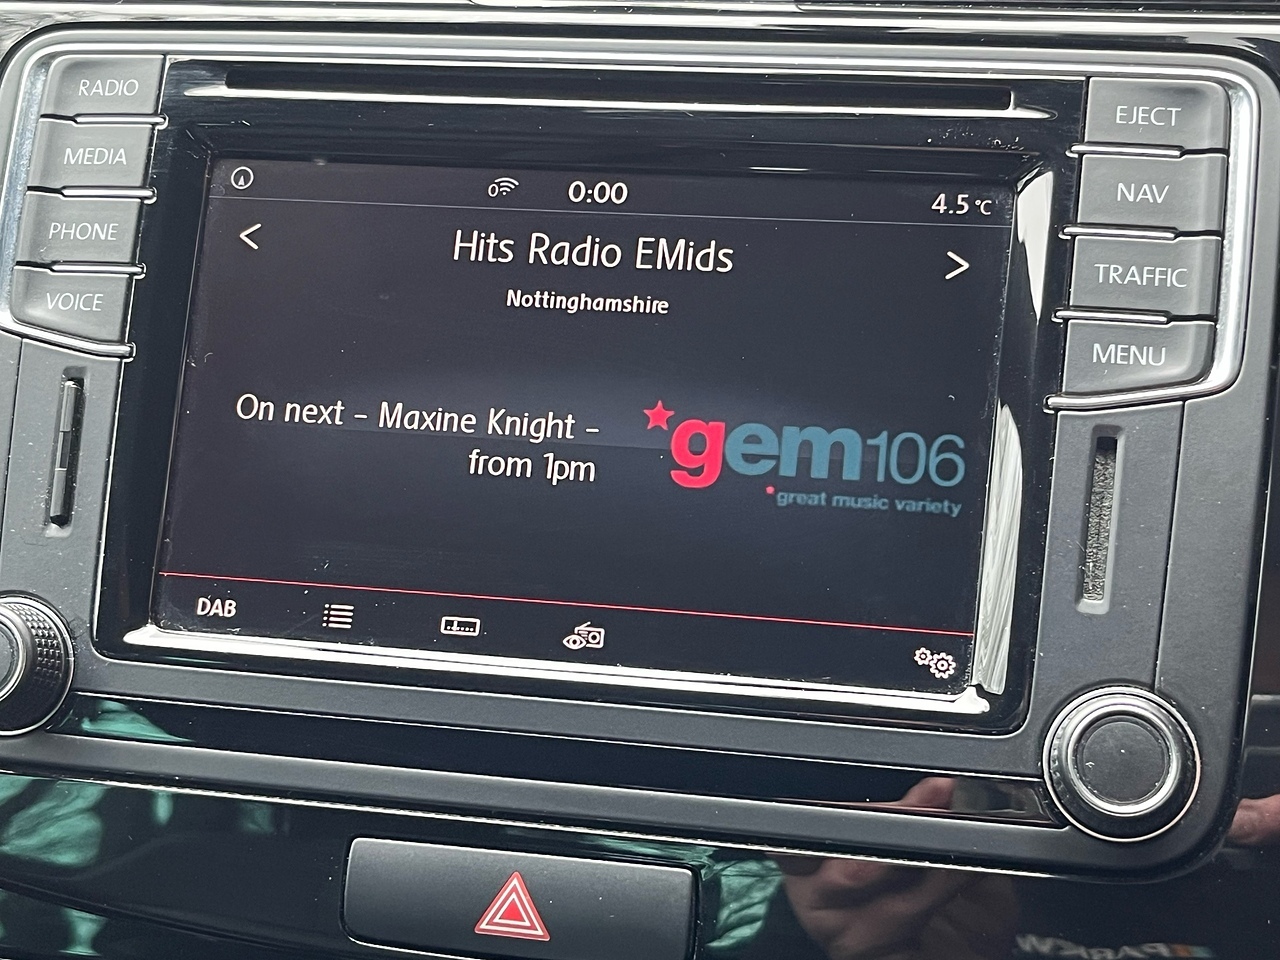 RADIO
MEDIA
PHONE
VOICE
EJECT
NAV
TRAFFIC
MENU
0
0:00
4.5 °C
<
Hits Radio EMids
>
Nottinghamshire
On next - Maxine Knight -
from 1pm
gem106
great music variety
DAB